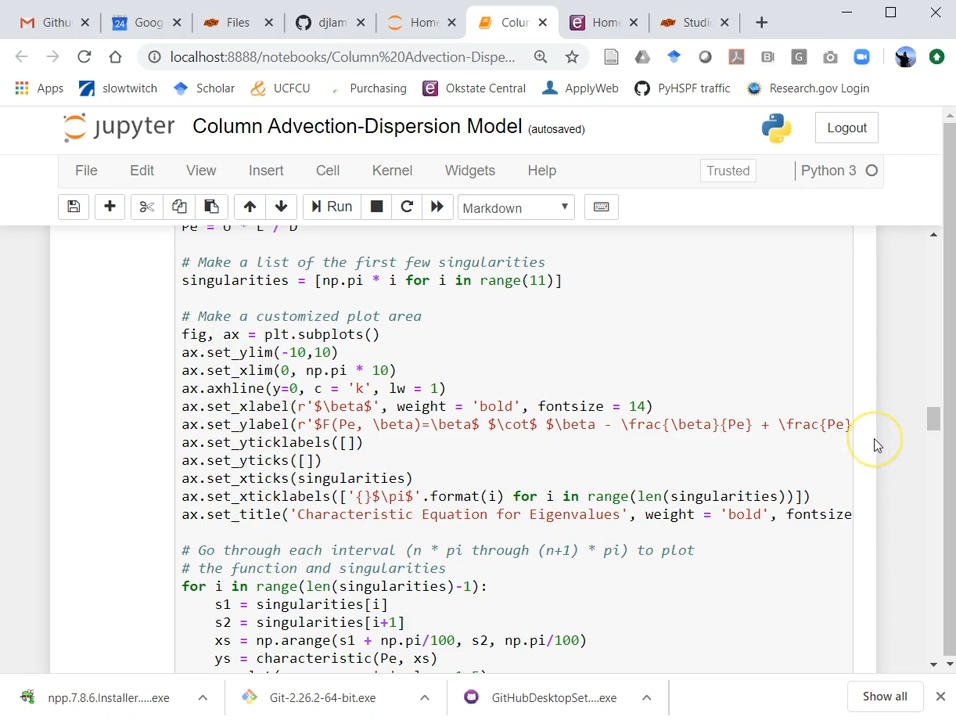 Githu
Goog
Files
djlam
Home
Colun
Home
Studi
localhost:8888/notebooks/Column%20Advection-Dispe...
Apps
slowtwitch
Scholar
UCFCU
Purchasing
Okstate Central
ApplyWeb
PyHSPF traffic
Research.gov Login
jupyter
Column Advection-Dispersion Model (autosaved)
Logout
File
Edit
View
Insert
Cell
Kernel
Widgets
Help
Trusted
Python 3
Run
Markdown
Pe = U * L / D
# Make a list of the first few singularities
singularities = [np.pi * i for i in range(11)]
# Make a customized plot area
fig, ax = plt.subplots()
ax.set_ylim(-10,10)
ax.set_xlim(0, np.pi * 10)
ax.axhline(y=0, c = 'k', lw = 1)
ax.set_xlabel(r'$\beta$', weight = 'bold', fontsize = 14)
ax.set_ylabel(r'$F(Pe, \beta)=\beta$ $\cot$ $\beta - \frac{\beta}{Pe} + \frac{Pe}
ax.set_yticklabels([])
ax.set_yticks([])
ax.set_xticks(singularities)
ax.set_xticklabels(['{}$\pi$'.format(i) for i in range(len(singularities))])
ax.set_title('Characteristic Equation for Eigenvalues', weight = 'bold', fontsize
# Go through each interval (n * pi through (n+1) * pi) to plot
# the function and singularities
for i in range(len(singularities)-1):
s1 = singularities[i]
s2 = singularities[i+1]
xs = np.arange(s1 + np.pi/100, s2, np.pi/100)
ys = characteristic(Pe, xs)
npp.7.8.6.Installer.....exe
Git-2.26.2-64-bit.exe
GitHubDesktopSet....exe
Show all